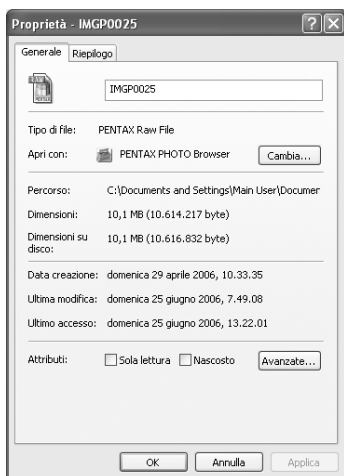 Proprietà - IMGP0025
Generale Riepilogo
IMGP0025
Tipo di file: PENTAX Raw File
Apri con: PENTAX PHOTO Browser Cambia...
Percorso: C:\Documents and Settings\Main User\Documer
Dimensioni: 10,1 MB (10.614.217 byte)
Dimensioni su disco: 10,1 MB (10.616.832 byte)
Data creazione: domenica 29 aprile 2006, 10.33.35
Ultima modifica: domenica 25 giugno 2006, 7.49.08
Ultimo accesso: domenica 25 giugno 2006, 13.22.01
Attributi: Sola lettura Nascosto Avanzate...
OK Annulla Applica